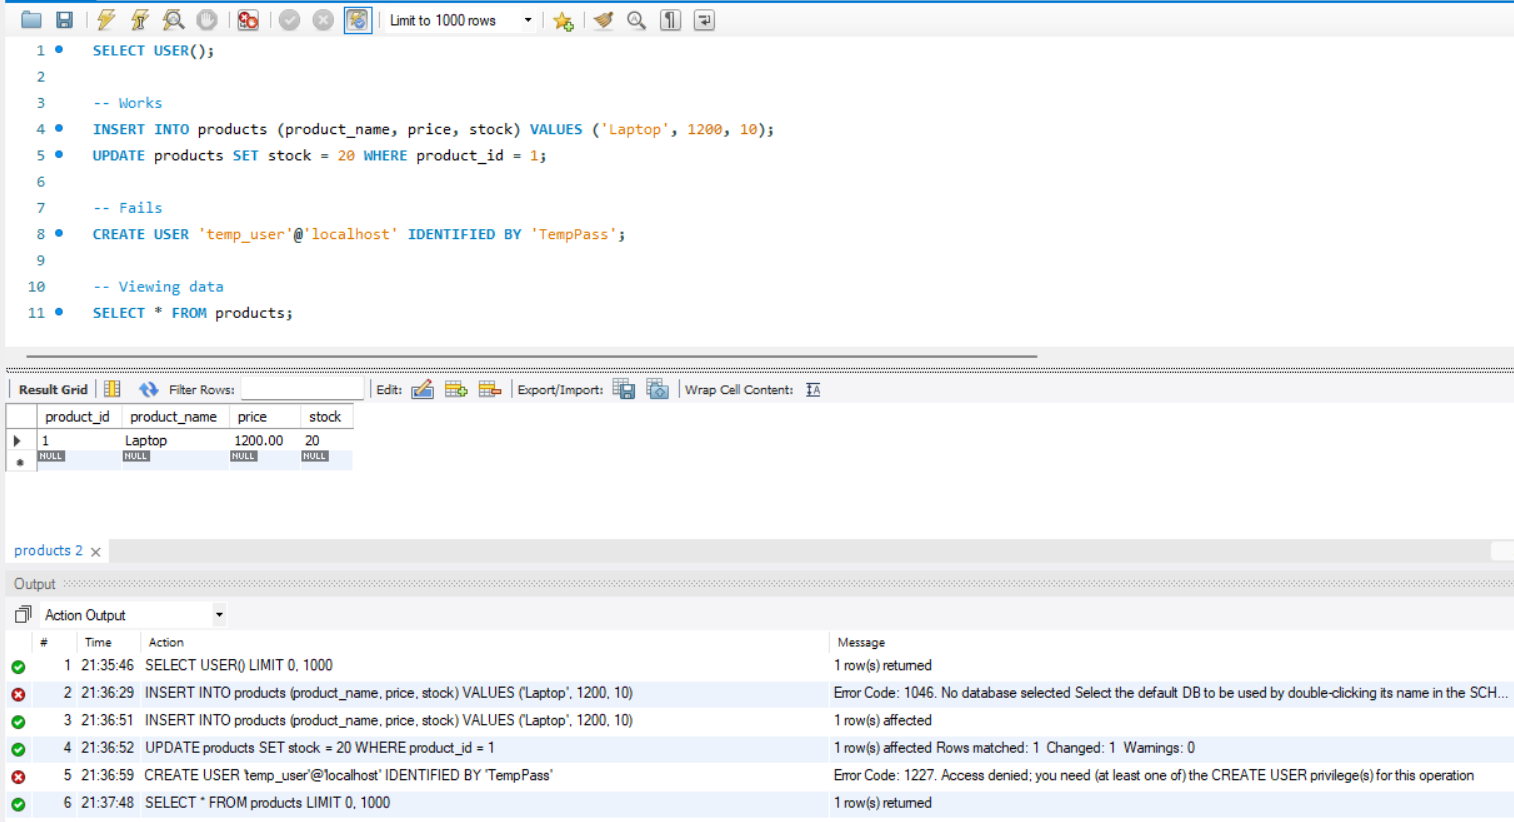 Limit to 1000 rows
1 SELECT USER();
2
3 -- Works
4 INSERT INTO products (product_name, price, stock) VALUES ('Laptop', 1200, 10);
5 UPDATE products SET stock = 20 WHERE product_id = 1;
6
7 -- Fails
8 CREATE USER 'temp_user'@'localhost' IDENTIFIED BY 'TempPass';
9
10 -- Viewing data
11 SELECT * FROM products;
Result Grid Filter Rows: Edit: Export/Import: Wrap Cell Content: IA
product_id product_name price stock
1 Laptop 1200.00 20
NULL NULL NULL NULL
products 2
Output
Action Output
# Time Action Message
1 21:35:46 SELECT USER() LIMIT 0, 1000 1 row(s) returned
2 21:36:29 INSERT INTO products (product_name, price, stock) VALUES ('Laptop', 1200, 10) Error Code: 1046. No database selected Select the default DB to be used by double-clicking its name in the SCH...
3 21:36:51 INSERT INTO products (product_name, price, stock) VALUES ('Laptop', 1200, 10) 1 row(s) affected
4 21:36:52 UPDATE products SET stock = 20 WHERE product_id = 1 1 row(s) affected Rows matched: 1 Changed: 1 Warnings: 0
5 21:36:59 CREATE USER 'temp_user'@'localhost' IDENTIFIED BY 'TempPass' Error Code: 1227. Access denied; you need (at least one of) the CREATE USER privilege(s) for this operation
6 21:37:48 SELECT * FROM products LIMIT 0, 1000 1 row(s) returned